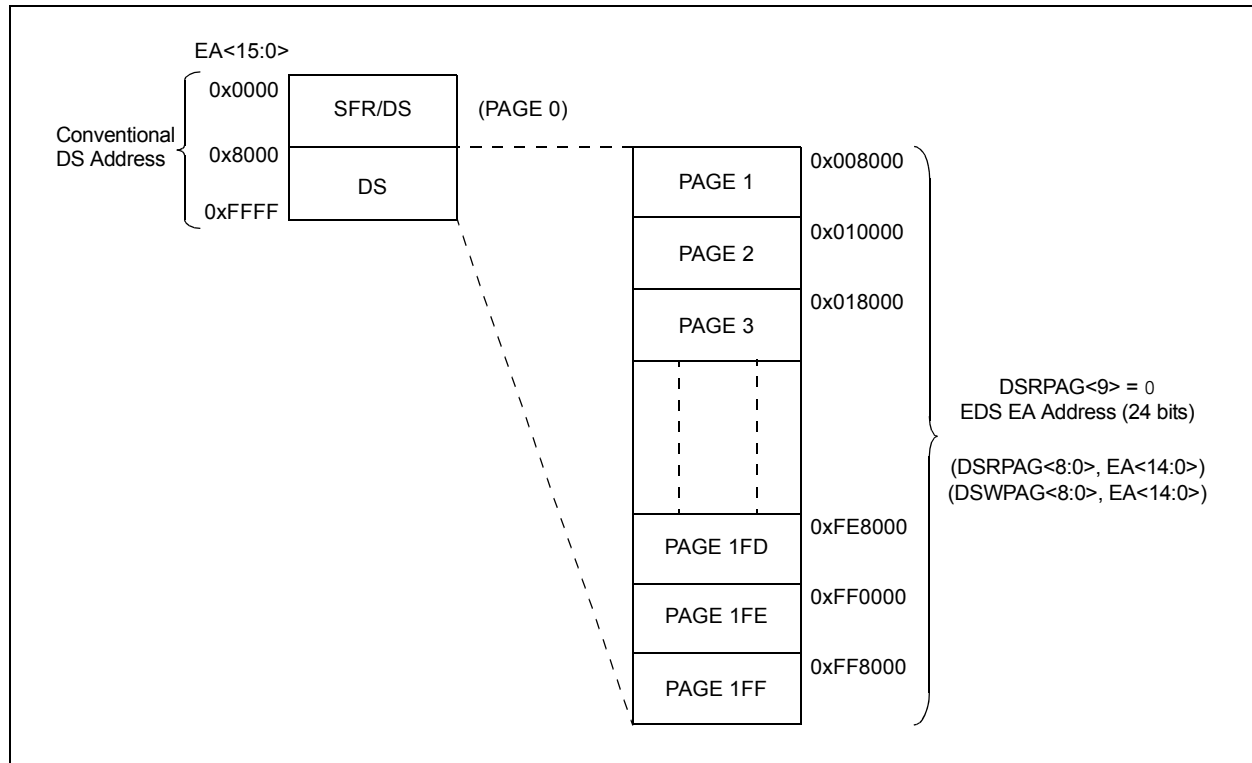 EA<15:0>
0x0000
SFR/DS
(PAGE 0)
Conventional
DS Address
0x8000
DS
0xFFFF
PAGE 1
0x008000
PAGE 2
0x010000
PAGE 3
0x018000
DSRPAG<9> = 0
EDS EA Address (24 bits)
(DSRPAG<8:0>, EA<14:0>)
(DSWPAG<8:0>, EA<14:0>)
PAGE 1FD
0xFE8000
PAGE 1FE
0xFF0000
PAGE 1FF
0xFF8000